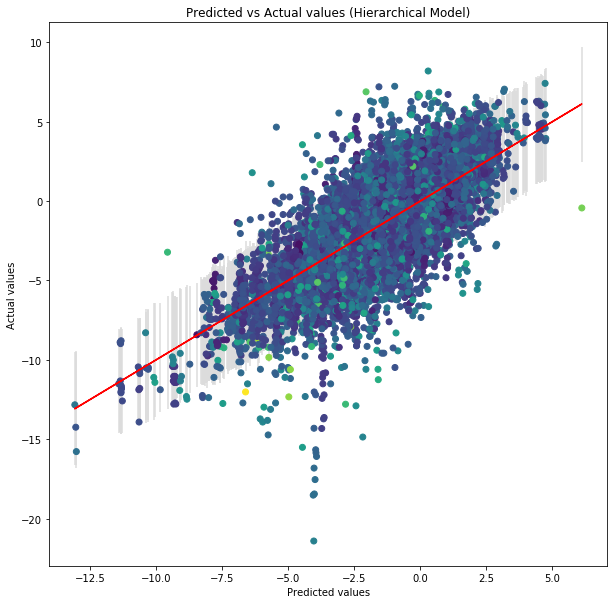 Predicted vs Actual values (Hierarchical Model)
10
5
0
−5
−10
−15
−20
Actual values
−12.5 −10.0 −7.5 −5.0 −2.5 0.0 2.5 5.0
Predicted values